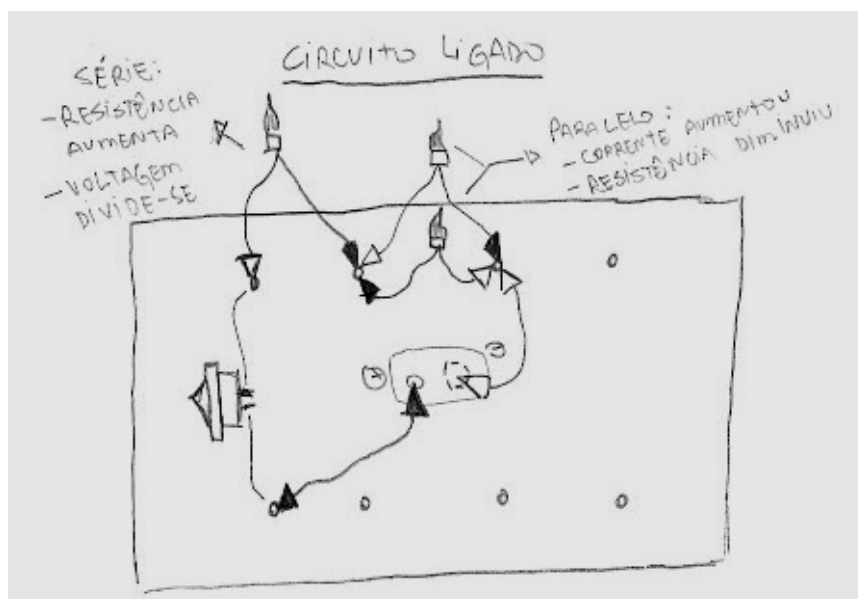 CIRCUITO LIGADO
SÉRIE:
- RESISTÊNCIA
AUMENTA
- VOLTAGEM
DIVIDE-SE
PARALELO:
- CORRENTE AUMENTOU
- RESISTÊNCIA DIMINUIU